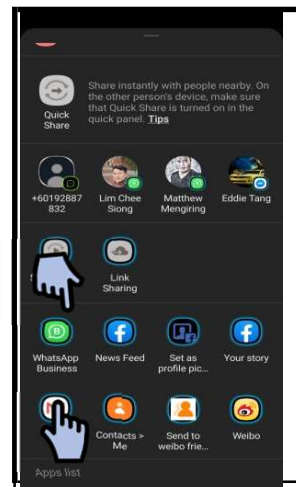 Share instantly with people nearby. On
the other person's device, make sure
that Quick Share is turned on in the
quick panel. Tips
Quick
Share
+60192887
832
Lim Chee
Siong
Matthew
Mengiring
Eddie Tang
Link
Sharing
WhatsApp
Business
News Feed
Set as
profile pic...
Your story
Contacts >
Me
Send to
weibo frie...
Weibo
Apps list